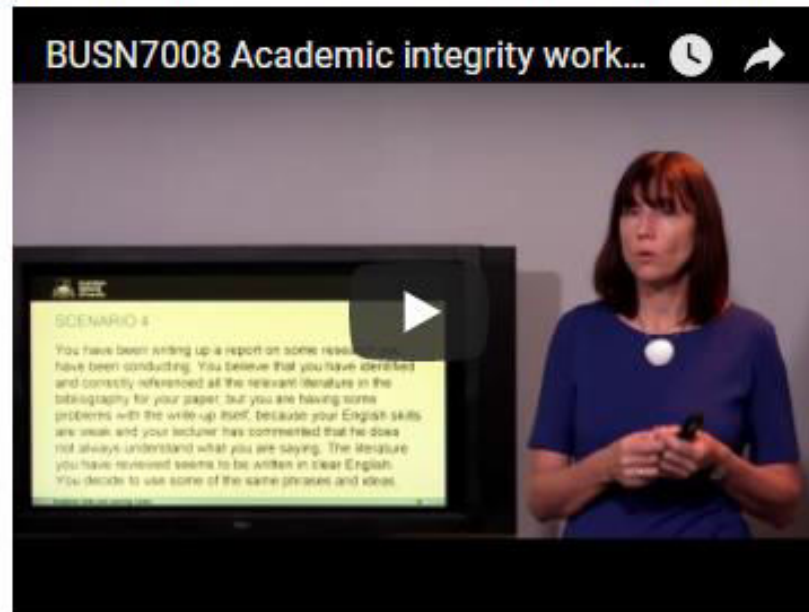 BUSN7008 Academic integrity work...
SCENARIO 4
You have been writing up a report on some research you
have been conducting. You believe that you have identified
and correctly referenced all the relevant literature in the
bibliography for your paper, but you are having some
problems with the write-up itself, because your English skills
are weak and your lecturer has commented that he does
not always understand what you are saying. The literature
you have reviewed seems to be written in clear English.
You decide to use some of the same phrases and ideas